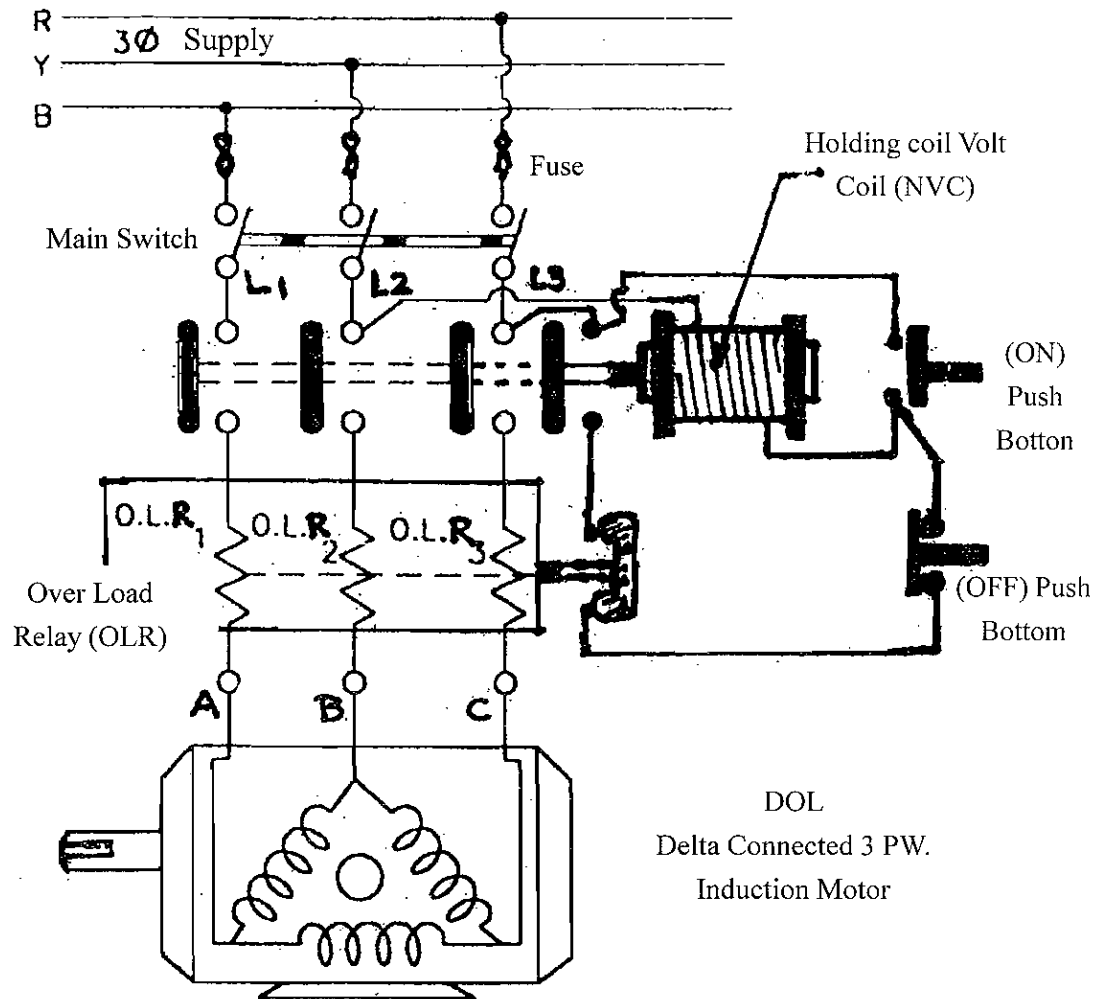 R
3Ø Supply
Y
B
Fuse
Holding coil Volt
Coil (NVC)
Main Switch
L1
L2
L3
(ON)
Push
Botton
O.L.R1
O.L.R2
O.L.R3
Over Load
Relay (OLR)
(OFF) Push
Bottom
A
B
C
DOL
Delta Connected 3 PW.
Induction Motor